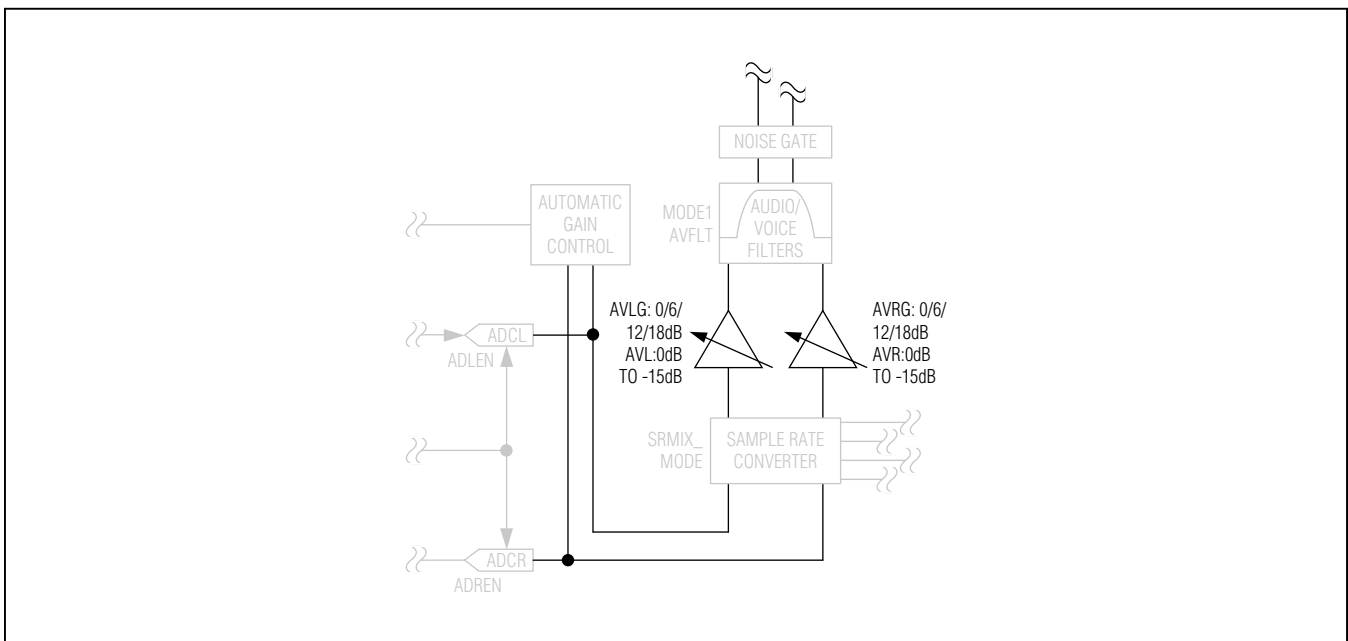 NOISE GATE
AUTOMATIC
GAIN
CONTROL
MODE1
AVFLT
AUDIO/
VOICE
FILTERS
AVLG: 0/6/
12/18dB
AVL:0dB
TO -15dB
AVRG: 0/6/
12/18dB
AVR:0dB
TO -15dB
ADCL
ADLEN
SRMIX_
MODE
SAMPLE RATE
CONVERTER
ADCR
ADREN